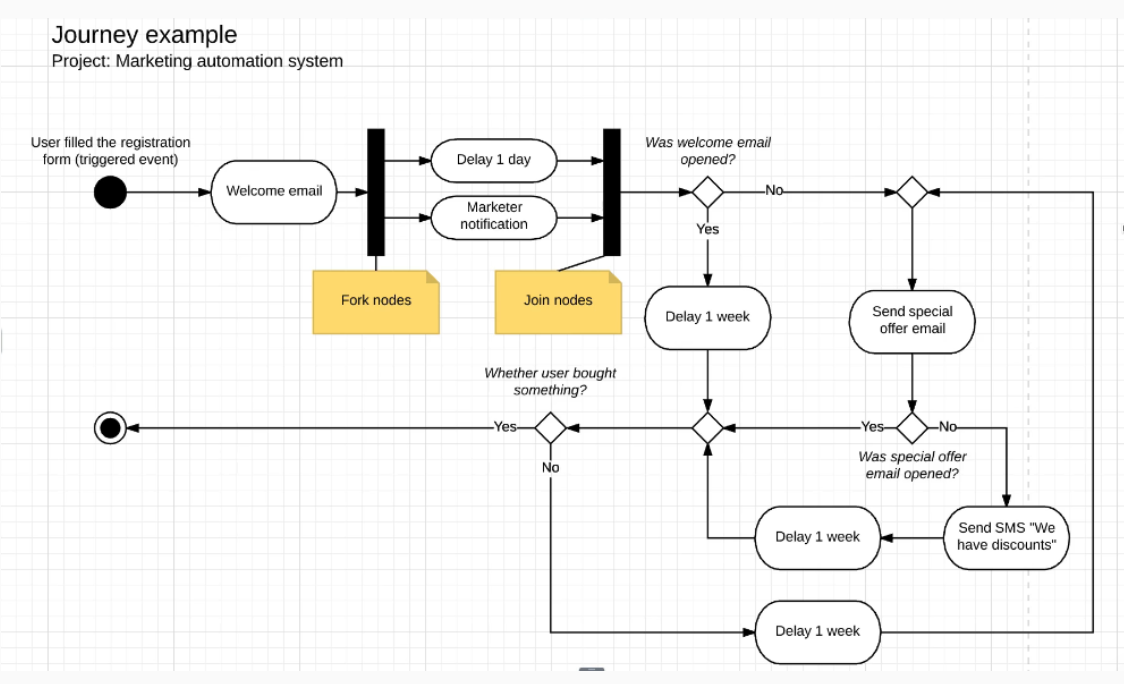 Journey example
Project: Marketing automation system
User filled the registration
form (triggered event)
Welcome email
Delay 1 day
Marketer
notification
Fork nodes
Join nodes
Was welcome email
opened?
No
Yes
Delay 1 week
Send special
offer email
Whether user bought
something?
Yes
No
Yes
No
Was special offer
email opened?
Send SMS "We
have discounts"
Delay 1 week
Delay 1 week